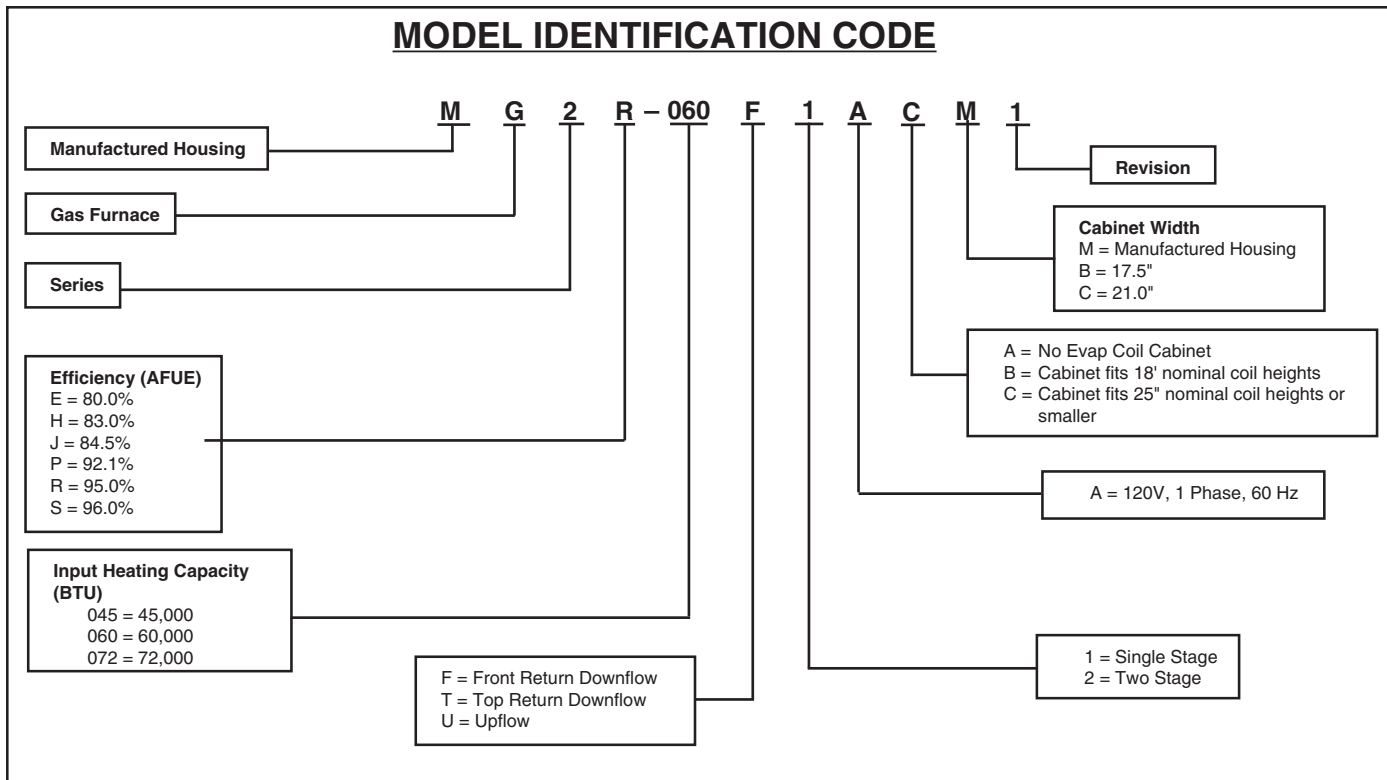 MODEL IDENTIFICATION CODE
M G 2 R – 060 F 1 A C M 1
Manufactured Housing
Gas Furnace
Series
Efficiency (AFUE)
E = 80.0%
H = 83.0%
J = 84.5%
P = 92.1%
R = 95.0%
S = 96.0%
Input Heating Capacity
(BTU)
045 = 45,000
060 = 60,000
072 = 72,000
F = Front Return Downflow
T = Top Return Downflow
U = Upflow
Revision
Cabinet Width
M = Manufactured Housing
B = 17.5"
C = 21.0"
A = No Evap Coil Cabinet
B = Cabinet fits 18' nominal coil heights
C = Cabinet fits 25" nominal coil heights or
smaller
A = 120V, 1 Phase, 60 Hz
1 = Single Stage
2 = Two Stage